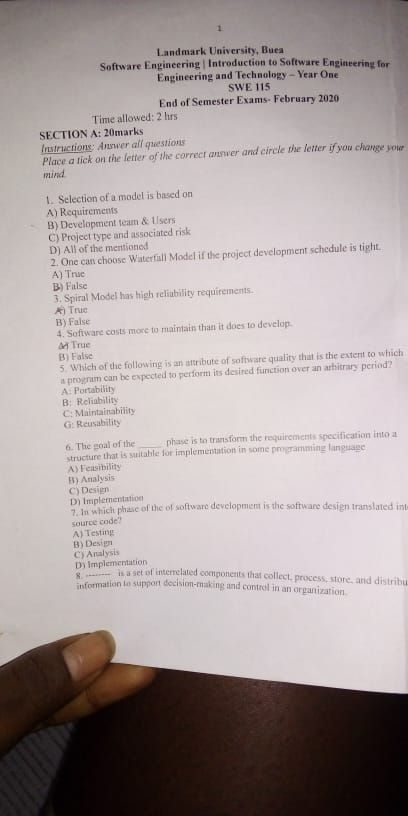 1
Landmark University, Buea
Software Engineering | Introduction to Software Engineering for
Engineering and Technology – Year One
SWE 115
End of Semester Exams- February 2020
Time allowed: 2 hrs
SECTION A: 20marks
Instructions: Answer all questions
Place a tick on the letter of the correct answer and circle the letter if you change your
mind.
1. Selection of a model is based on
A) Requirements
B) Development team & Users
C) Project type and associated risk
D) All of the mentioned
2. One can choose Waterfall Model if the project development schedule is tight.
A) True
B) False
3. Spiral Model has high reliability requirements.
A) True
B) False
4. Software costs more to maintain than it does to develop.
A) True
B) False
5. Which of the following is an attribute of software quality that is the extent to which
a program can be expected to perform its desired function over an arbitrary period?
A: Portability
B: Reliability
C: Maintainability
G: Reusability
6. The goal of the _____ phase is to transform the requirements specification into a
structure that is suitable for implementation in some programming language
A) Feasibility
B) Analysis
C) Design
D) Implementation
7. In which phase of the of software development is the software design translated int
source code?
A) Testing
B) Design
C) Analysis
D) Implementation
8. -------- is a set of interrelated components that collect, process, store, and distribu
information to support decision-making and control in an organization.